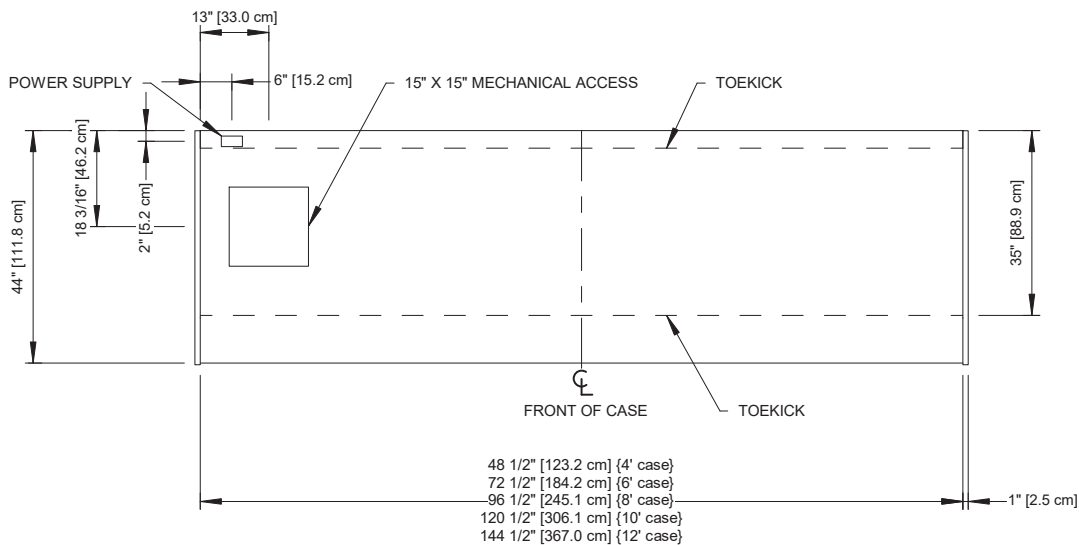 13" [33.0 cm]
6" [15.2 cm]
POWER SUPPLY
15" X 15" MECHANICAL ACCESS
TOEKICK
44" [111.8 cm]
18 3/16" [46.2 cm]
2" [5.2 cm]
35" [88.9 cm]
℄
FRONT OF CASE
TOEKICK
48 1/2" [123.2 cm] {4' case}
72 1/2" [184.2 cm] {6' case}
96 1/2" [245.1 cm] {8' case}
1" [2.5 cm]
120 1/2" [306.1 cm] {10' case}
144 1/2" [367.0 cm] {12' case}